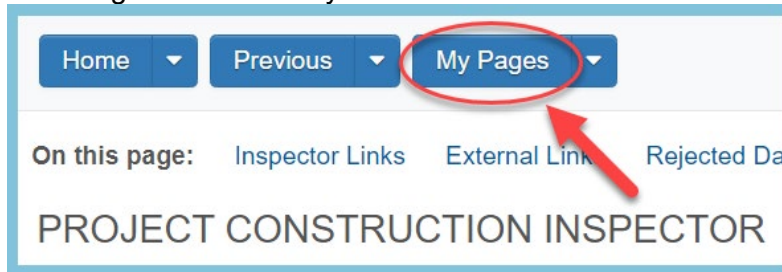 Home Previous My Pages
On this page: Inspector Links External Rejected
PROJECT CONSTRUCTION INSPECTOR